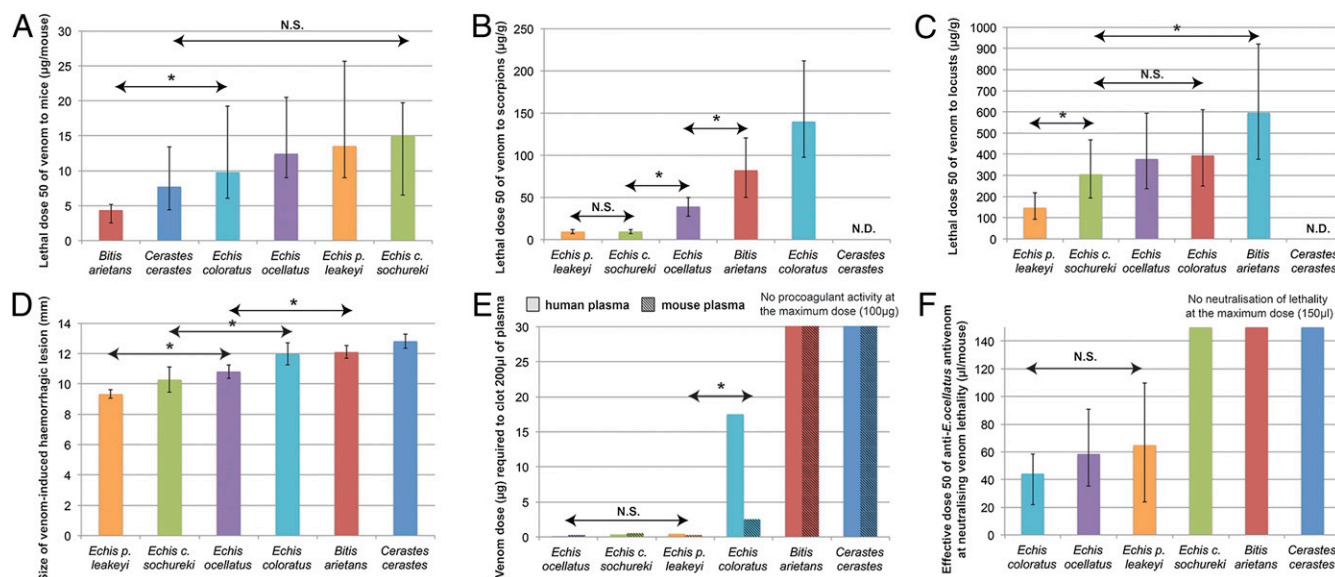 A
Lethal dose 50 of venom to mice (µg/mouse)
30
25
20
15
10
5
0
N.S.
*
Bitis
arietans
Cerastes
cerastes
Echis
coloratus
Echis
ocellatus
Echis p.
leakeyi
Echis c.
sochureki
B
Lethal dose 50 of venom to scorpions (µg/g)
250
200
150
100
50
0
N.S.
*
*
N.D.
Echis p.
leakeyi
Echis c.
sochureki
Echis
ocellatus
Bitis
arietans
Echis
coloratus
Cerastes
cerastes
C
Lethal dose 50 of venom to locusts (µg/g)
1000
900
800
700
600
500
400
300
200
100
0
*
N.S.
*
N.D.
Echis p.
leakeyi
Echis c.
sochureki
Echis
ocellatus
Echis
coloratus
Bitis
arietans
Cerastes
cerastes
D
Size of venom-induced haemorrhagic lesion (mm)
14
12
10
8
6
4
2
0
*
*
*
Echis p.
leakeyi
Echis c.
sochureki
Echis
ocellatus
Echis
coloratus
Bitis
arietans
Cerastes
cerastes
E
Venom dose (µg) required to clot 200µl of plasma
human plasma
mouse plasma
No procoagulant activity at
the maximum dose (100µg)
30
25
20
15
10
5
0
*
N.S.
Echis
ocellatus
Echis c.
sochureki
Echis p.
leakeyi
Echis
coloratus
Bitis
arietans
Cerastes
cerastes
F
Effective dose 50 of anti-E.ocellatus antivenom
at neutralising venom lethality (µl/mouse)
No neutralisation of lethality
at the maximum dose (150µl)
140
120
100
80
60
40
20
0
N.S.
Echis
coloratus
Echis
ocellatus
Echis p.
leakeyi
Echis c.
sochureki
Bitis
arietans
Cerastes
cerastes